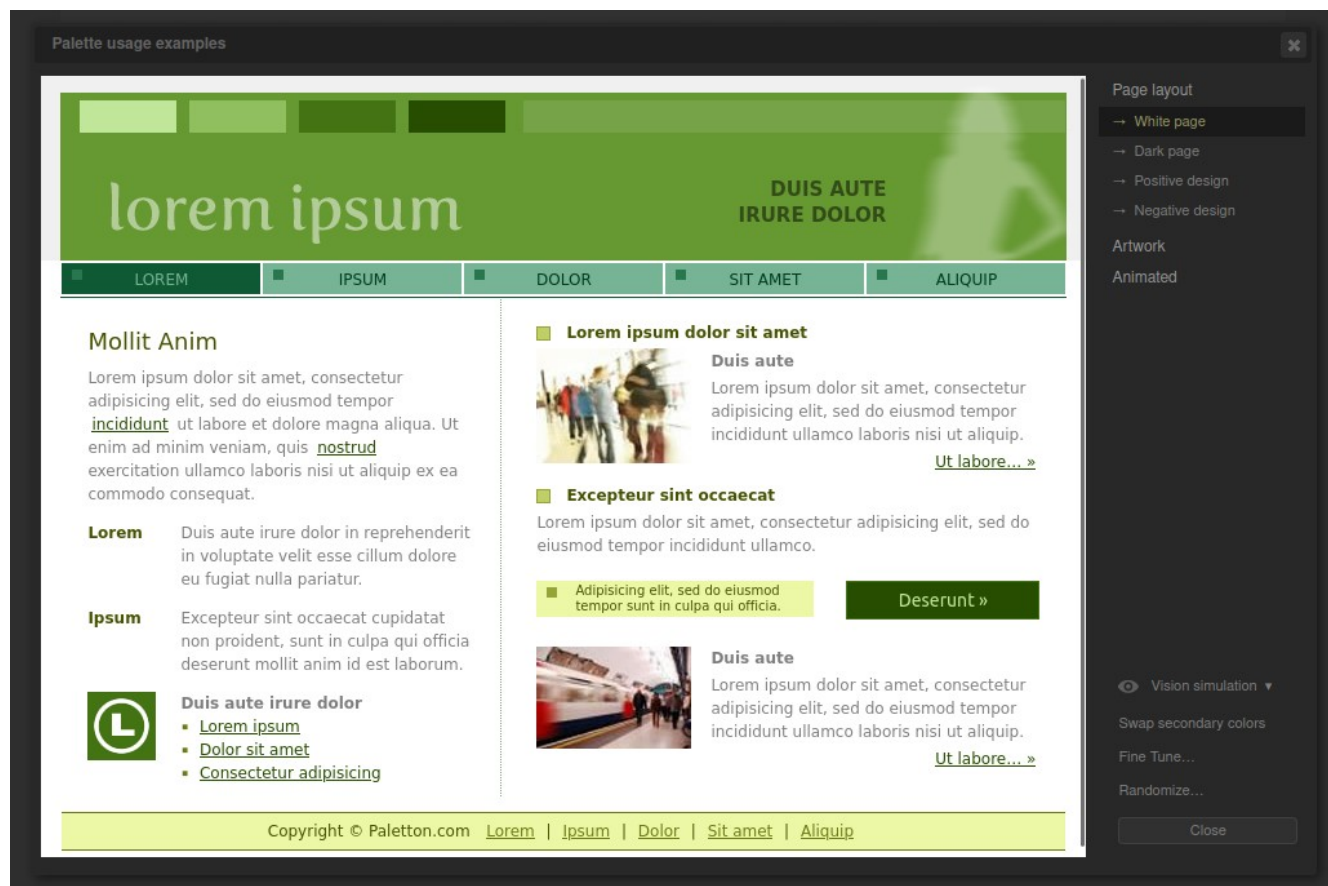 Palette usage examples
lorem ipsum
DUIS AUTE
IRURE DOLOR
LOREM
IPSUM
DOLOR
SIT AMET
ALIQUIP
Mollit Anim
Lorem ipsum dolor sit amet, consectetur
adipisicing elit, sed do eiusmod tempor
incididunt ut labore et dolore magna aliqua. Ut
enim ad minim veniam, quis nostrud
exercitation ullamco laboris nisi ut aliquip ex ea
commodo consequat.
Lorem
Duis aute irure dolor in reprehenderit
in voluptate velit esse cillum dolore
eu fugiat nulla pariatur.
Ipsum
Excepteur sint occaecat cupidatat
non proident, sunt in culpa qui officia
deserunt mollit anim id est laborum.
L
Duis aute irure dolor
Lorem ipsum
Dolor sit amet
Consectetur adipisicing
Lorem ipsum dolor sit amet
Duis aute
Lorem ipsum dolor sit amet, consectetur
adipisicing elit, sed do eiusmod tempor
incididunt ullamco laboris nisi ut aliquip.
Ut labore... »
Excepteur sint occaecat
Lorem ipsum dolor sit amet, consectetur adipisicing elit, sed do
eiusmod tempor incididunt ullamco.
Adipisicing elit, sed do eiusmod
tempor sunt in culpa qui officia.
Deserunt »
Duis aute
Lorem ipsum dolor sit amet, consectetur
adipisicing elit, sed do eiusmod tempor
incididunt ullamco laboris nisi ut aliquip.
Ut labore... »
Copyright © Paletton.com Lorem | Ipsum | Dolor | Sit amet | Aliquip
Page layout
→ White page
→ Dark page
→ Positive design
→ Negative design
Artwork
Animated
Vision simulation ▼
Swap secondary colors
Fine Tune...
Randomize...
Close